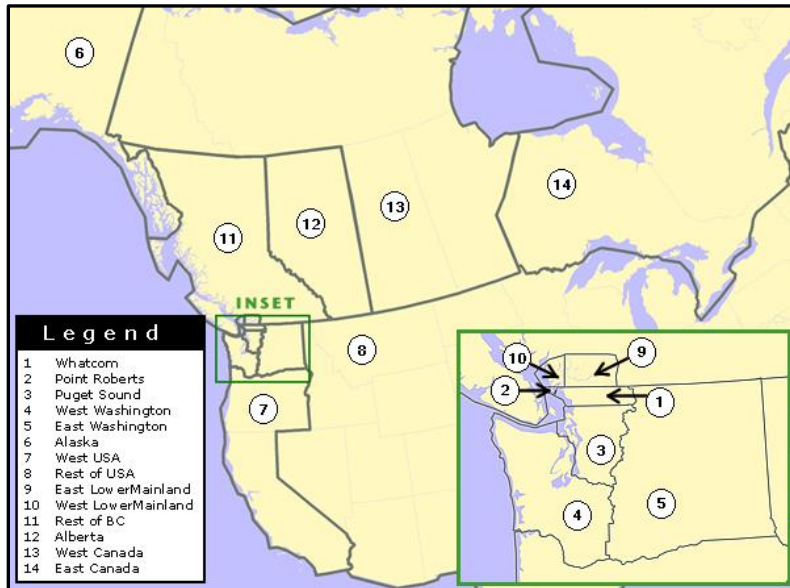 6
14
13
12
11
INSET
8
7
Legend
1 Whatcom
2 Point Roberts
3 Puget Sound
4 West Washington
5 East Washington
6 Alaska
7 West USA
8 Rest of USA
9 East LowerMainland
10 West LowerMainland
11 Rest of BC
12 Alberta
13 West Canada
14 East Canada
10
9
2
1
3
4
5